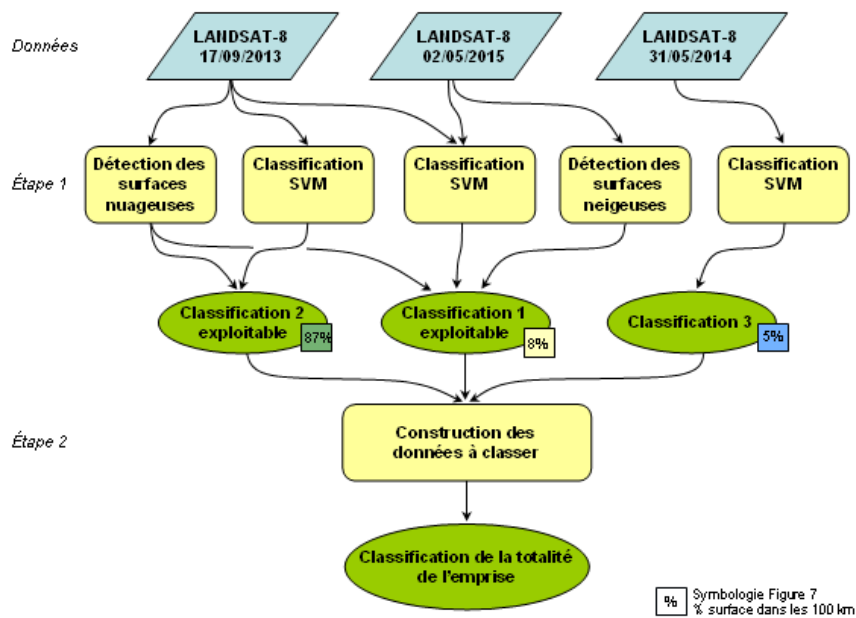 Données
LANDSAT-8
17/09/2013
LANDSAT-8
02/05/2015
LANDSAT-8
31/05/2014
Étape 1
Détection des
surfaces
nuageuses
Classification
SVM
Classification
SVM
Détection des
surfaces
neigeuses
Classification
SVM
Classification 2
exploitable
87%
Classification 1
exploitable
8%
Classification 3
5%
Étape 2
Construction des
données à classer
Classification de la totalité
de l'emprise
%
Symbologie Figure 7
% surface dans les 100 km